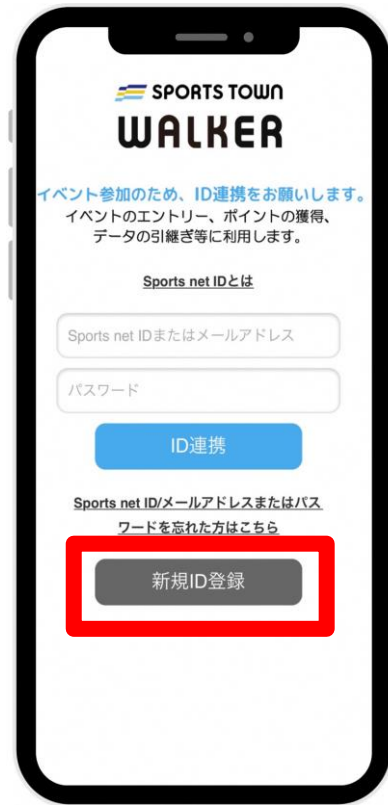 SPORTS TOWN
WALKER
イベント参加のため、ID連携をお願いします。
イベントのエントリー、ポイントの獲得、
データの引継ぎ等に利用します。
Sports net IDとは
Sports net IDまたはメールアドレス
パスワード
ID連携
Sports net ID/メールアドレスまたはパス
ワードを忘れた方はこちら
新規ID登録